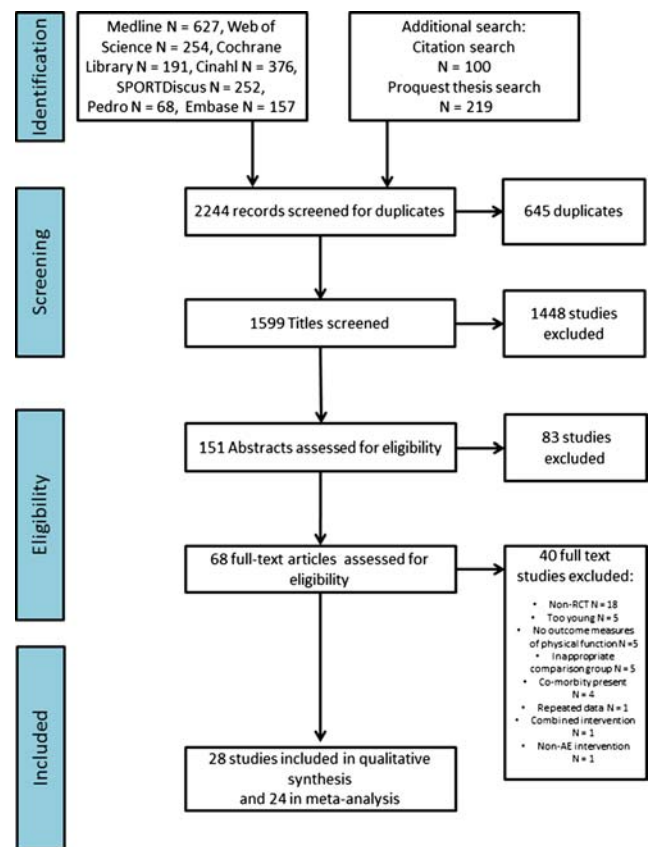 Identification
Medline N = 627, Web of
Science N = 254, Cochrane
Library N = 191, Cinahl N = 376,
SPORTDiscus N = 252,
Pedro N = 68, Embase N = 157
Additional search:
Citation search
N = 100
Proquest thesis search
N = 219
Screening
2244 records screened for duplicates
645 duplicates
1599 Titles screened
1448 studies
excluded
Eligibility
151 Abstracts assessed for eligibility
83 studies
excluded
68 full-text articles assessed for
eligibility
40 full text
studies excluded:
• Non-RCT N = 18
• Too young N = 5
• No outcome measures
of physical function N =5
• Inappropriate
comparison group N = 5
• Co-morbity present
N = 4
• Repeated data N = 1
• Combined intervention
N = 1
• Non-AE intervention
N = 1
Included
28 studies included in qualitative
synthesis
and 24 in meta-analysis